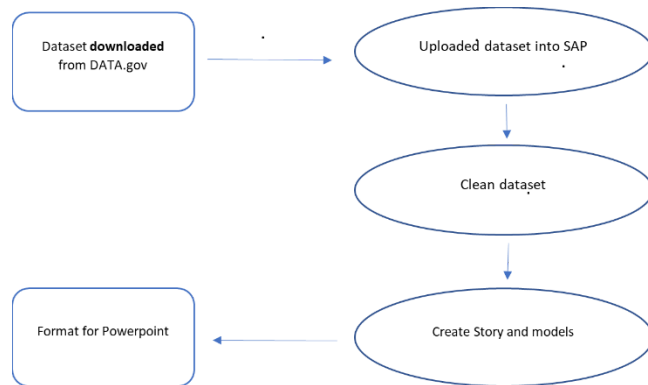 Dataset downloaded
from DATA.gov
Uploaded dataset into SAP
Clean dataset
Create Story and models
Format for Powerpoint